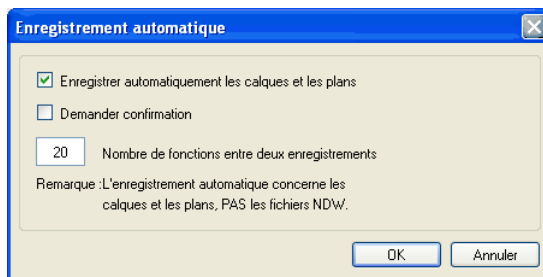 Enregistrement automatique
Enregistrer automatiquement les calques et les plans
Demander confirmation
20 Nombre de fonctions entre deux enregistrements
Remarque :L'enregistrement automatique concerne les
calques et les plans, PAS les fichiers NDW.
OK Annuler